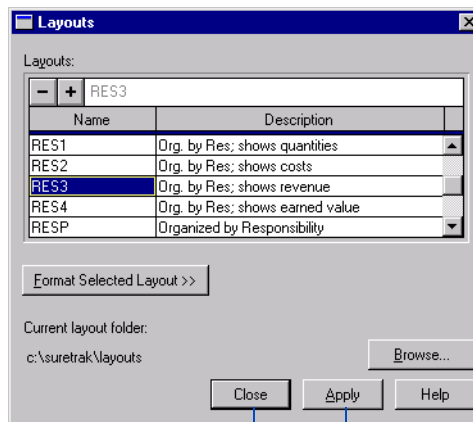 Layouts
Layouts:
- + RES3
Name Description
RES1 Org. by Res; shows quantities
RES2 Org. by Res; shows costs
RES3 Org. by Res; shows revenue
RES4 Org. by Res; shows earned value
RESP Organized by Responsibility
Format Selected Layout >>
Current layout folder:
c:\suretrak\layouts
Browse...
Close Apply Help